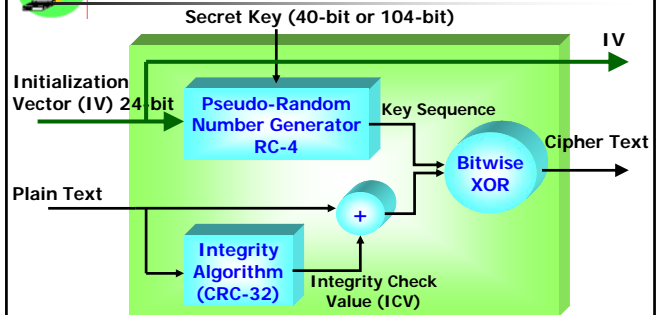 Secret Key (40-bit or 104-bit)
IV
Initialization
Vector (IV) 24-bit
Pseudo-Random
Number Generator
RC-4
Key Sequence
Cipher Text
Bitwise
XOR
Plain Text
+
Integrity
Algorithm
(CRC-32)
Integrity Check
Value (ICV)